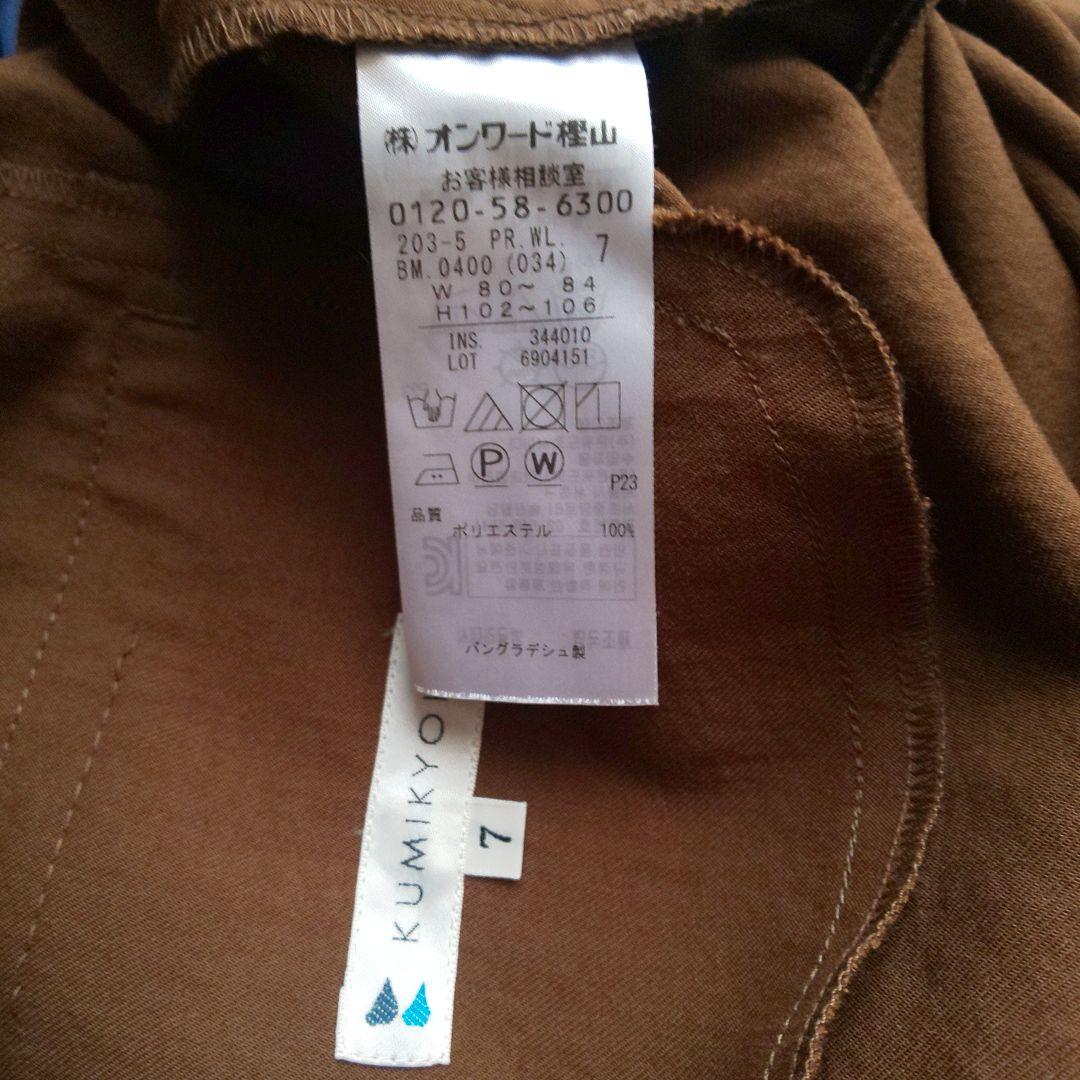 ㈱オンワード樫山
お客様相談室
0120-58-6300
203-5 PR.WL. 7
BM.0400 (034)
W 80～ 84
H102～106
INS. 344010
LOT 6904151
P
W
P23
品質
ポリエステル 100%
バングラデシュ製
KUMIKYO
7